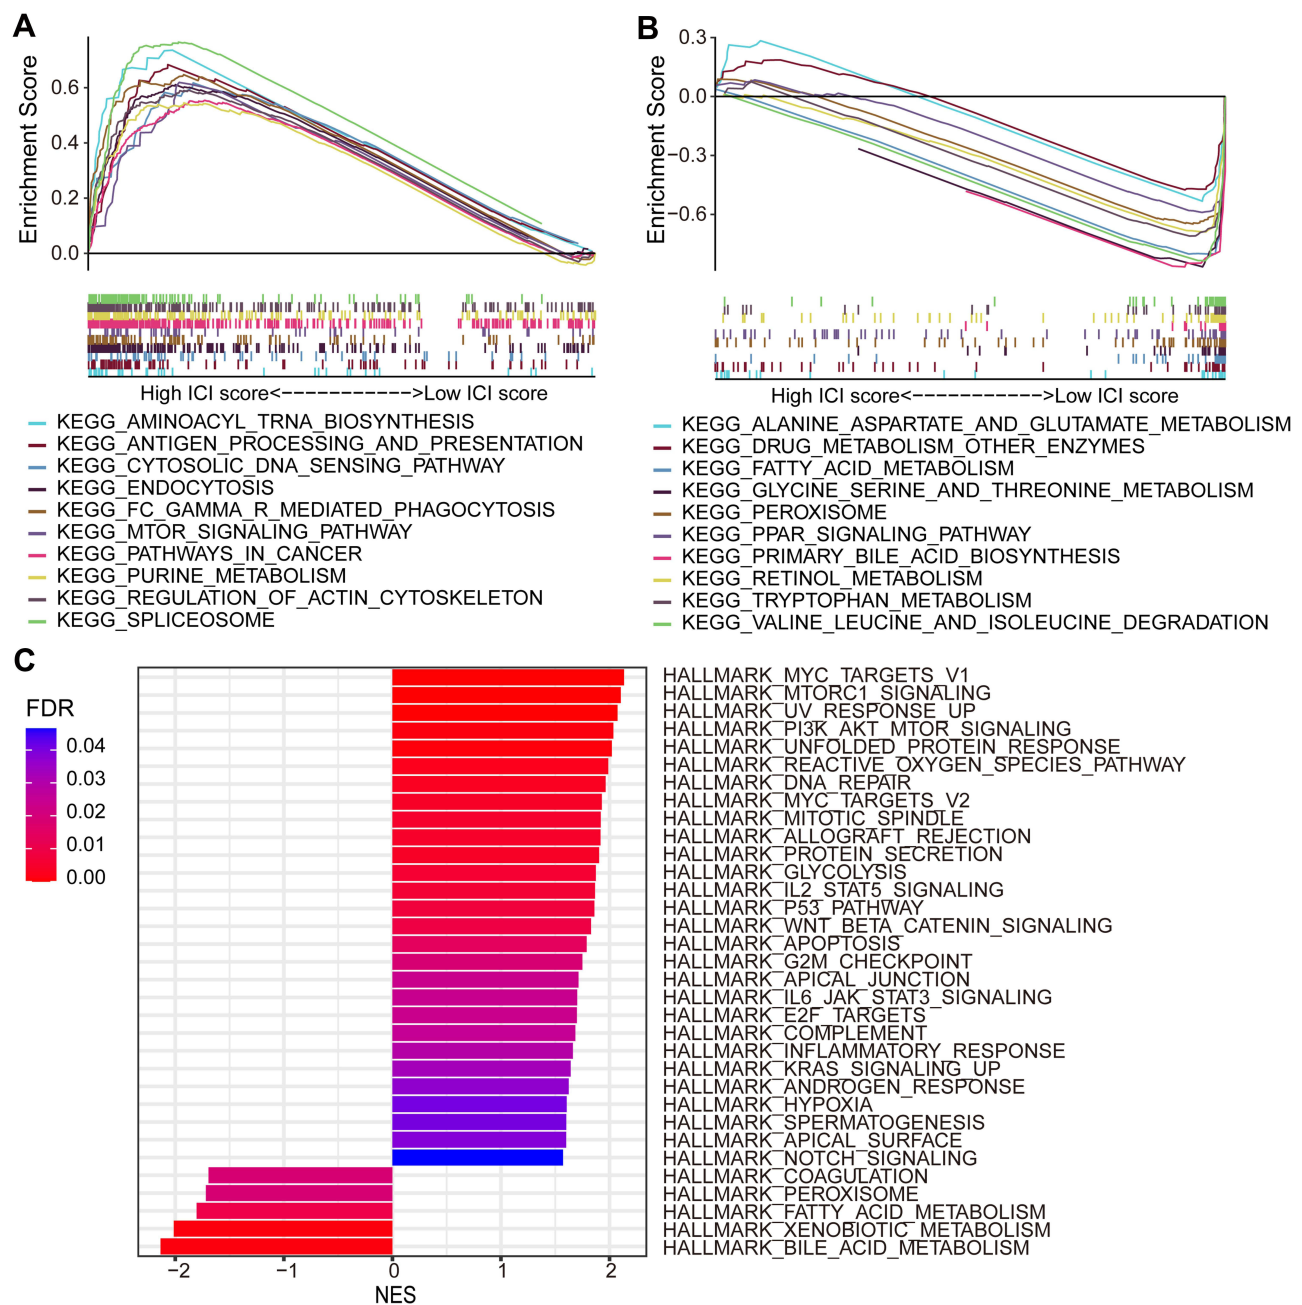 A
Enrichment Score
0.6
0.4
0.2
0.0
High ICI score<------------->Low ICI score
KEGG_AMINOACYL_TRNA_BIOSYNTHESIS
KEGG_ANTIGEN_PROCESSING_AND_PRESENTATION
KEGG_CYTOSOLIC_DNA_SENSING_PATHWAY
KEGG_ENDOCYTOSIS
KEGG_FC_GAMMA_R_MEDIATED_PHAGOCYTOSIS
KEGG_MTOR_SIGNALING_PATHWAY
KEGG_PATHWAYS_IN_CANCER
KEGG_PURINE_METABOLISM
KEGG_REGULATION_OF_ACTIN_CYTOSKELETON
KEGG_SPLICEOSOME
B
Enrichment Score
0.3
0.0
−0.3
−0.6
High ICI score<------------->Low ICI score
KEGG_ALANINE_ASPARTATE_AND_GLUTAMATE_METABOLISM
KEGG_DRUG_METABOLISM_OTHER_ENZYMES
KEGG_FATTY_ACID_METABOLISM
KEGG_GLYCINE_SERINE_AND_THREONINE_METABOLISM
KEGG_PEROXISOME
KEGG_PPAR_SIGNALING_PATHWAY
KEGG_PRIMARY_BILE_ACID_BIOSYNTHESIS
KEGG_RETINOL_METABOLISM
KEGG_TRYPTOPHAN_METABOLISM
KEGG_VALINE_LEUCINE_AND_ISOLEUCINE_DEGRADATION
C
FDR
0.04
0.03
0.02
0.01
0.00
HALLMARK_MYC_TARGETS_V1
HALLMARK_MTORC1_SIGNALING
HALLMARK_UV_RESPONSE_UP
HALLMARK_PI3K_AKT_MTOR_SIGNALING
HALLMARK_UNFOLDED_PROTEIN_RESPONSE
HALLMARK_REACTIVE_OXYGEN_SPECIES_PATHWAY
HALLMARK_DNA_REPAIR
HALLMARK_MYC_TARGETS_V2
HALLMARK_MITOTIC_SPINDLE
HALLMARK_ALLOGRAFT_REJECTION
HALLMARK_PROTEIN_SECRETION
HALLMARK_GLYCOLYSIS
HALLMARK_IL2_STAT5_SIGNALING
HALLMARK_P53_PATHWAY
HALLMARK_WNT_BETA_CATENIN_SIGNALING
HALLMARK_APOPTOSIS
HALLMARK_G2M_CHECKPOINT
HALLMARK_APICAL_JUNCTION
HALLMARK_IL6_JAK_STAT3_SIGNALING
HALLMARK_E2F_TARGETS
HALLMARK_COMPLEMENT
HALLMARK_INFLAMMATORY_RESPONSE
HALLMARK_KRAS_SIGNALING_UP
HALLMARK_ANDROGEN_RESPONSE
HALLMARK_HYPOXIA
HALLMARK_SPERMATOGENESIS
HALLMARK_APICAL_SURFACE
HALLMARK_NOTCH_SIGNALING
HALLMARK_COAGULATION
HALLMARK_PEROXISOME
HALLMARK_FATTY_ACID_METABOLISM
HALLMARK_XENOBIOTIC_METABOLISM
HALLMARK_BILE_ACID_METABOLISM
−2 −1 0 1 2
NES